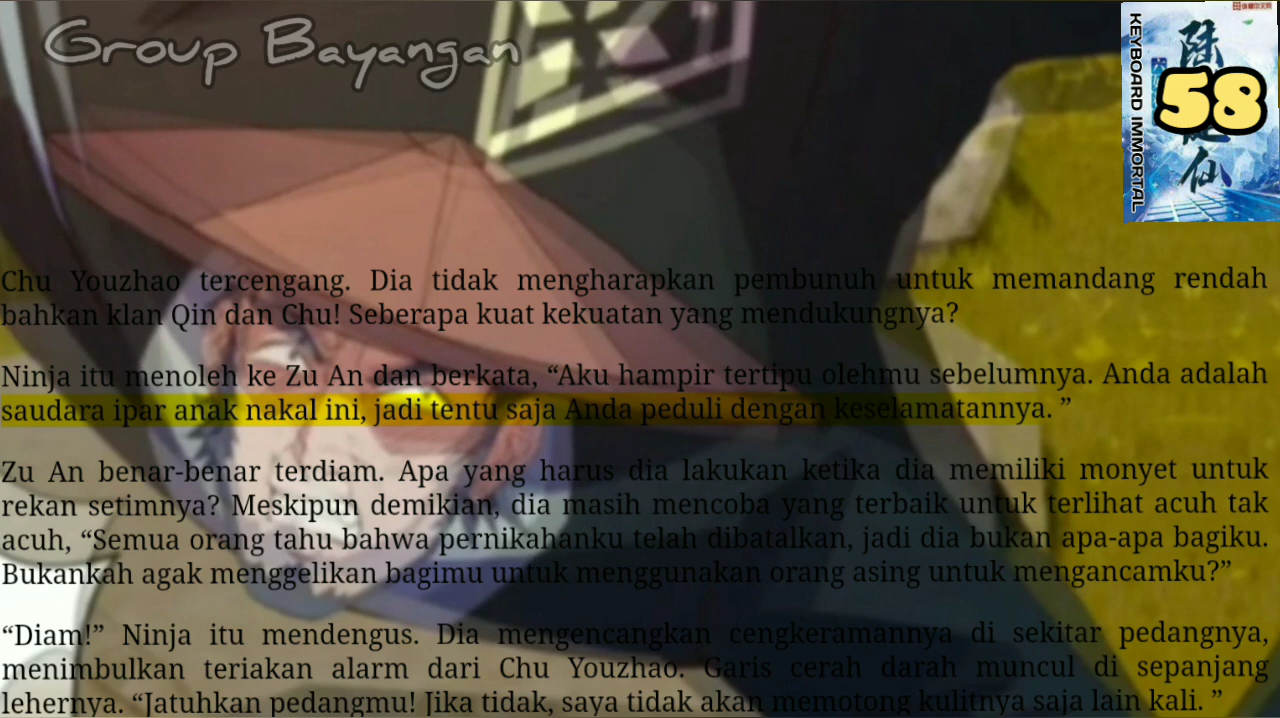 Group Bayangan
KEYBOARD IMMORTAL
58
Chu Youzhao tercengang. Dia tidak mengharapkan pembunuh untuk memandang rendah
bahkan klan Qin dan Chu! Seberapa kuat kekuatan yang mendukungnya?
Ninja itu menoleh ke Zu An dan berkata, “Aku hampir tertipu olehmu sebelumnya. Anda adalah
saudara ipar anak nakal ini, jadi tentu saja Anda peduli dengan keselamatannya. ”
Zu An benar-benar terdiam. Apa yang harus dia lakukan ketika dia memiliki monyet untuk
rekan setimnya? Meskipun demikian, dia masih mencoba yang terbaik untuk terlihat acuh tak
acuh, “Semua orang tahu bahwa pernikahanku telah dibatalkan, jadi dia bukan apa-apa bagiku.
Bukankah agak menggelikan bagimu untuk menggunakan orang asing untuk mengancamku?”
“Diam!” Ninja itu mendengus. Dia mengencangkan cengkeramannya di sekitar pedangnya,
menimbulkan teriakan alarm dari Chu Youzhao. Garis cerah darah muncul di sepanjang
lehernya. “Jatuhkan pedangmu! Jika tidak, saya tidak akan memotong kulitnya saja lain kali. ”